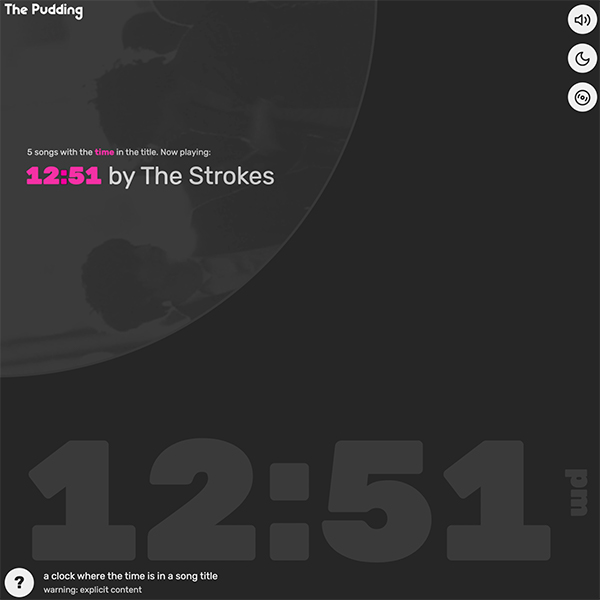 The Pudding
5 songs with the time in the title. Now playing:
12:51 by The Strokes
12:51 pm
?
a clock where the time is in a song title
warning: explicit content